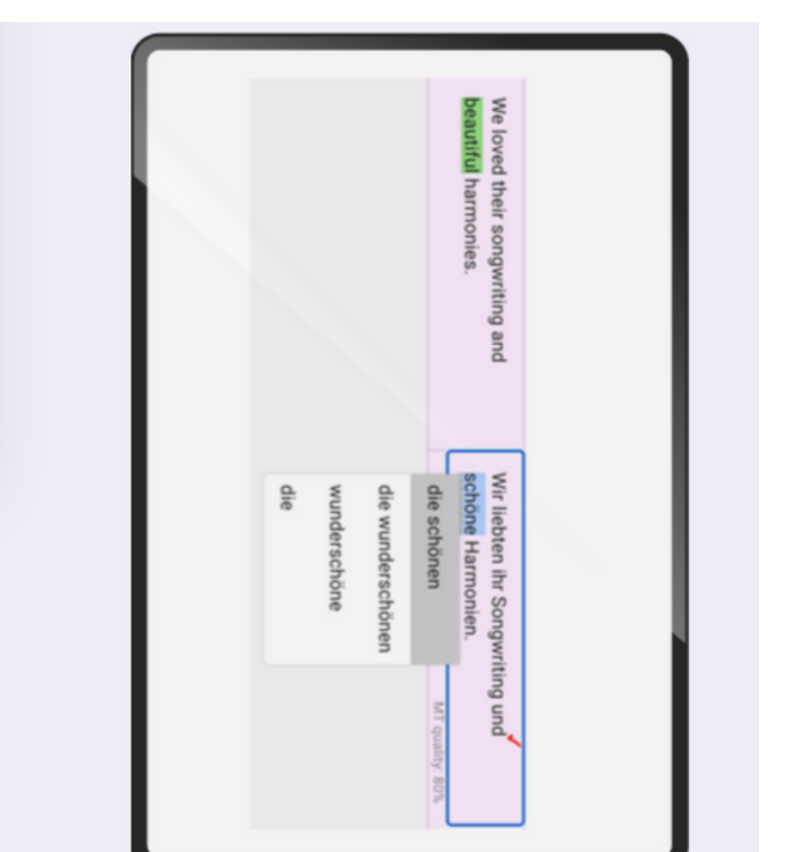 We loved their songwriting and
beautiful harmonies.
Wir liebten ihr Songwriting und
schöne Harmonien.
die schönen
die wunderschönen
wunderschöne
die
MT quality: 80%